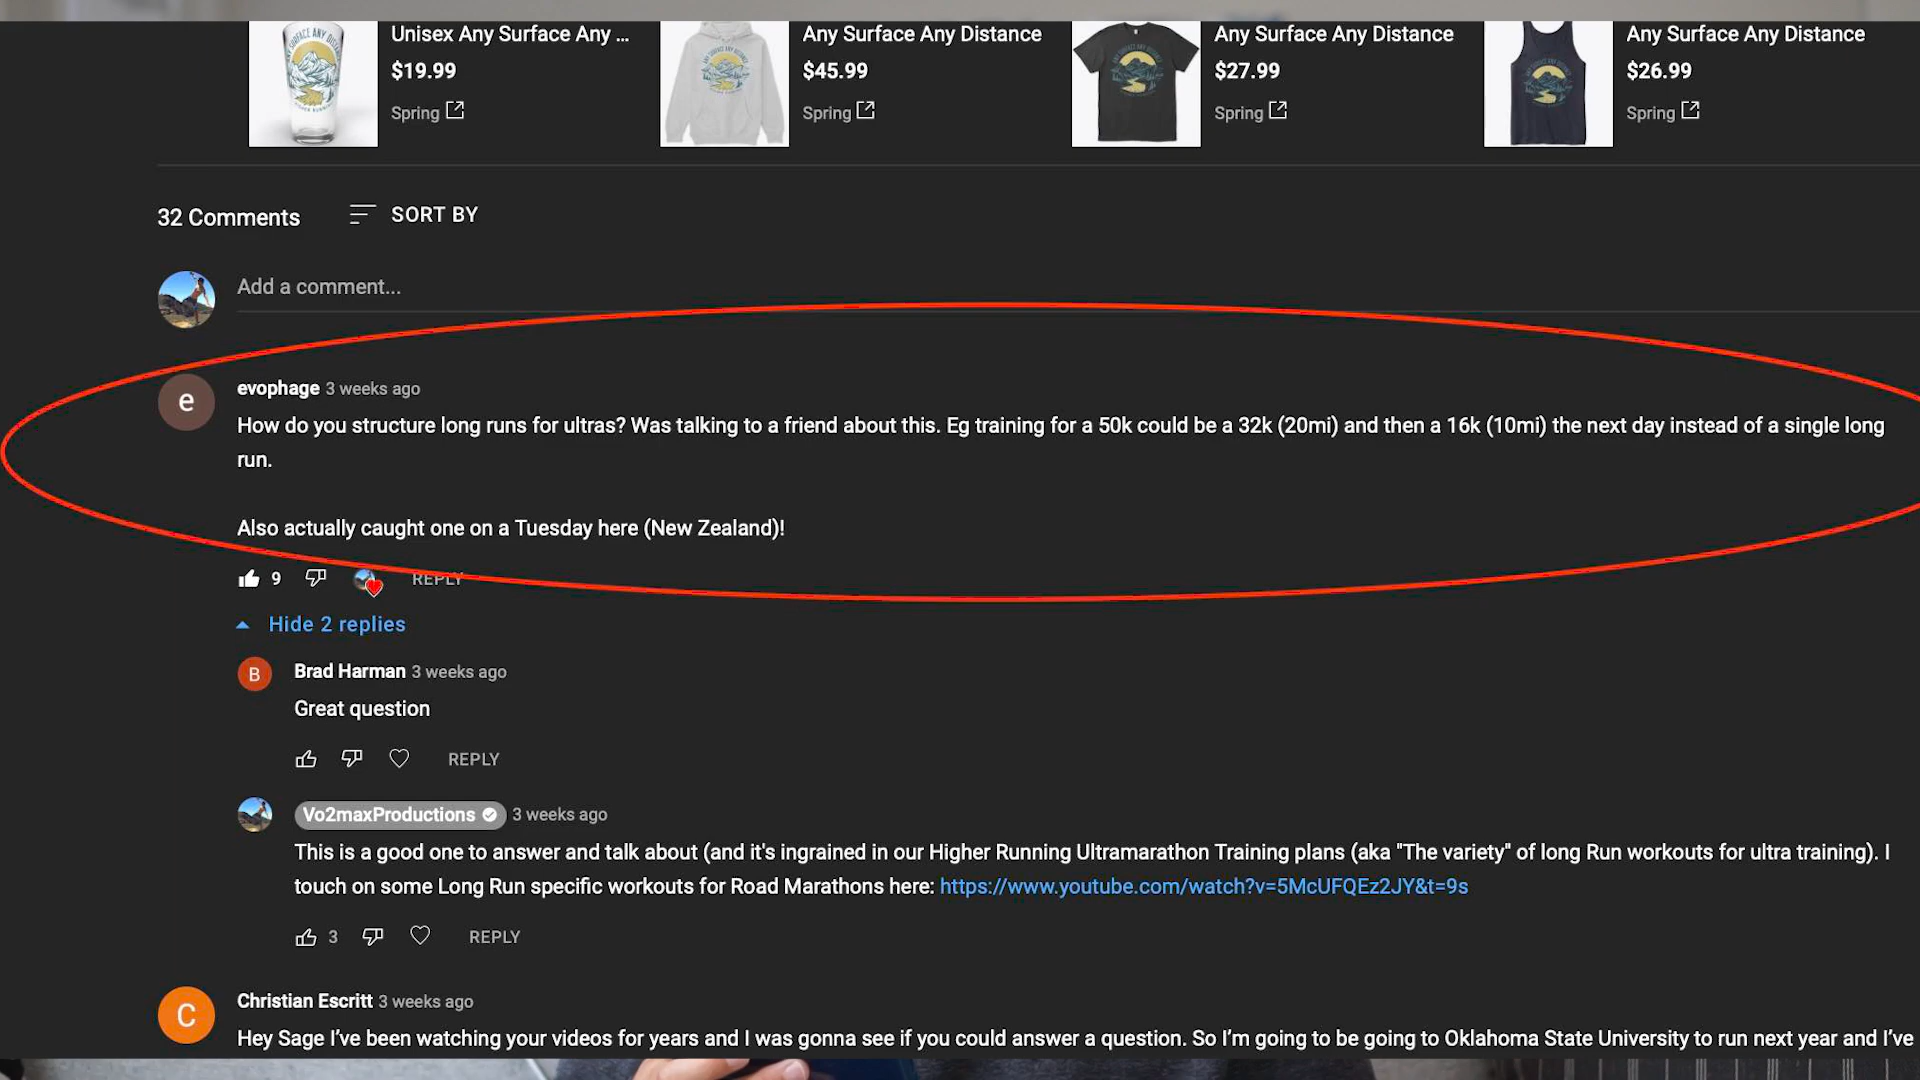 Unisex Any Surface Any ...
$19.99
Spring
Any Surface Any Distance
$45.99
Spring
Any Surface Any Distance
$27.99
Spring
Any Surface Any Distance
$26.99
Spring
32 Comments
SORT BY
Add a comment...
e
evophage 3 weeks ago
How do you structure long runs for ultras? Was talking to a friend about this. Eg training for a 50k could be a 32k (20mi) and then a 16k (10mi) the next day instead of a single long
run.
Also actually caught one on a Tuesday here (New Zealand)!
9
REPLY
Hide 2 replies
B
Brad Harman 3 weeks ago
Great question
REPLY
Vo2maxProductions 3 weeks ago
This is a good one to answer and talk about (and it's ingrained in our Higher Running Ultramarathon Training plans (aka "The variety" of long Run workouts for ultra training). I
touch on some Long Run specific workouts for Road Marathons here: https://www.youtube.com/watch?v=5McUFQEz2JY&t=9s
3
REPLY
C
Christian Escritt 3 weeks ago
Hey Sage I've been watching your videos for years and I was gonna see if you could answer a question. So I'm going to be going to Oklahoma State University to run next year and I've